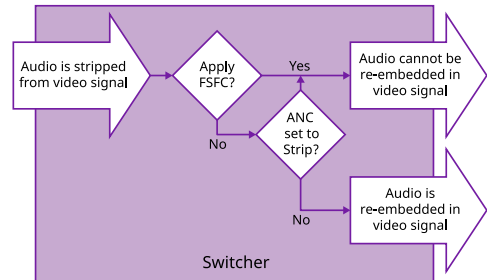 Audio is stripped
from video signal
Apply
FSFC?
Yes
Audio cannot be
re-embedded in
video signal
No
ANC
set to
Strip?
No
Audio is
re-embedded in
video signal
Switcher